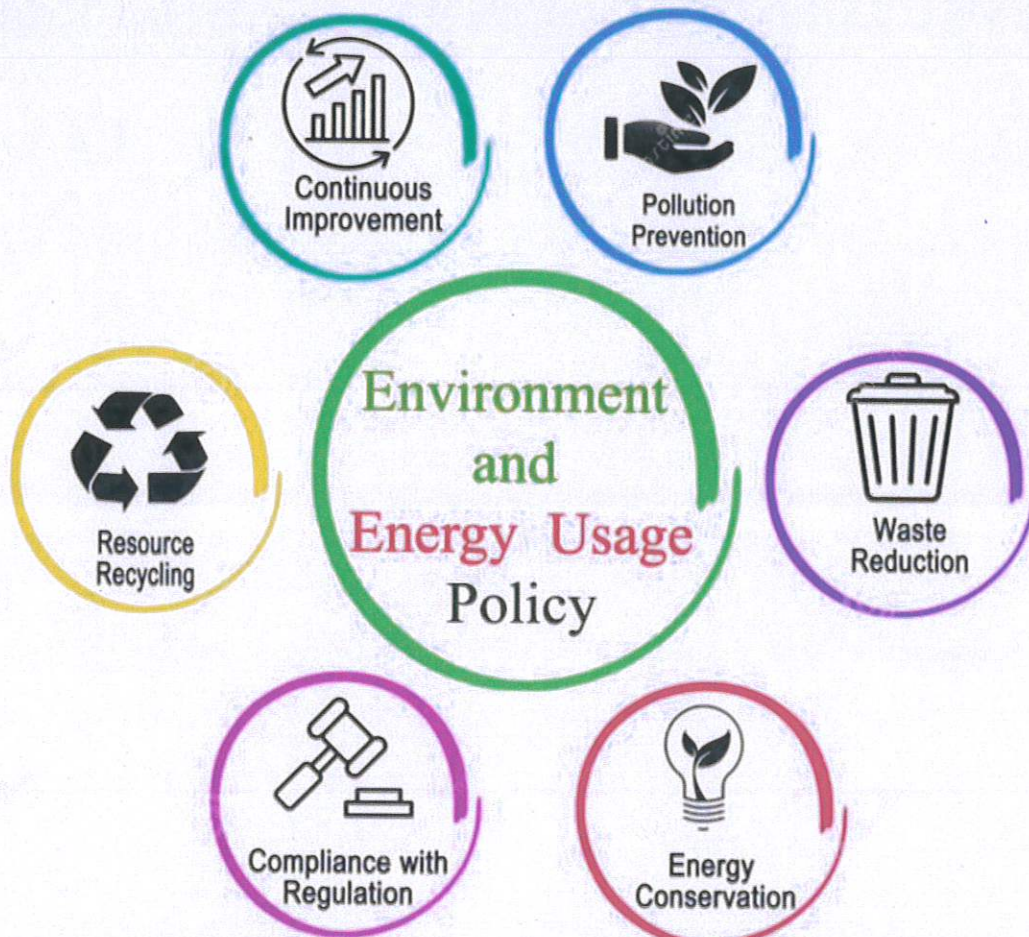 Continuous
Improvement
Pollution
Prevention
Environment
and
Energy Usage
Policy
Resource
Recycling
Waste
Reduction
Compliance with
Regulation
Energy
Conservation